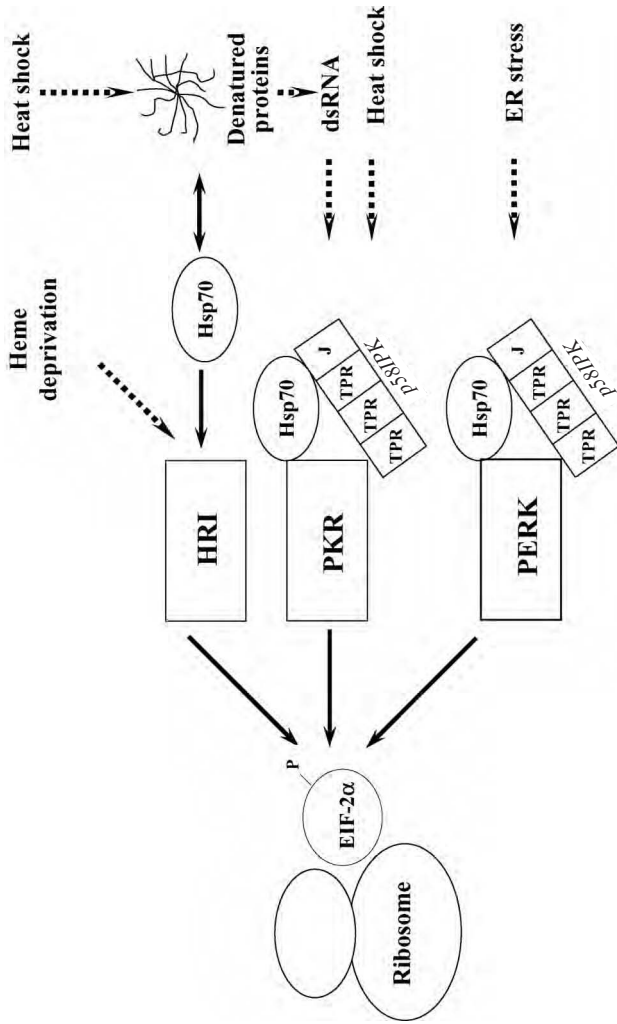 Heat shock
Heme
deprivation
Denatured
proteins
Hsp70
HRI
dsRNA
Heat shock
Hsp70
J
TPR
TPR
TPR
p58IPK
PKR
P
EIF-2α
Ribosome
ER stress
Hsp70
J
TPR
TPR
TPR
p58IPK
PERK